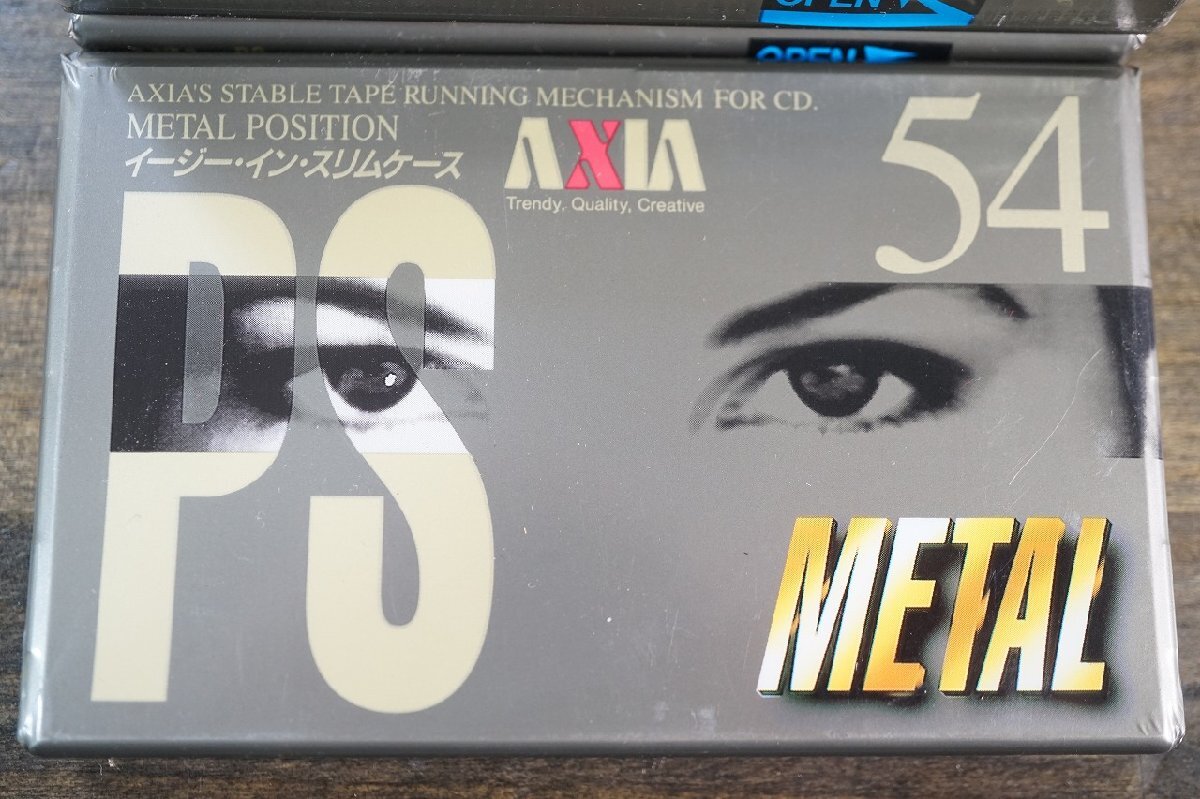 OPEN
OPEN
AXIA'S STABLE TAPE RUNNING MECHANISM FOR CD.
METAL POSITION
イージー・イン・スリムケース
AXIA
Trendy, Quality, Creative
54
PS
METAL